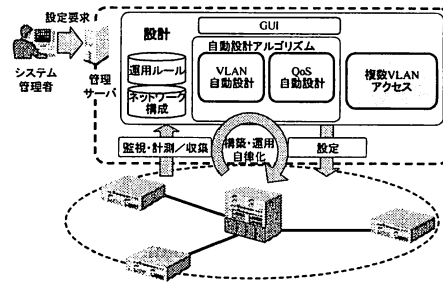 設定要求
システム
管理者
管理
サーバ
設計
運用ルール
ネットワーク
構成
GUI
自動設計アルゴリズム
VLAN
自動設計
QoS
自動設計
複数VLAN
アクセス
監視・計測/収集
構築・運用
自律化
設定